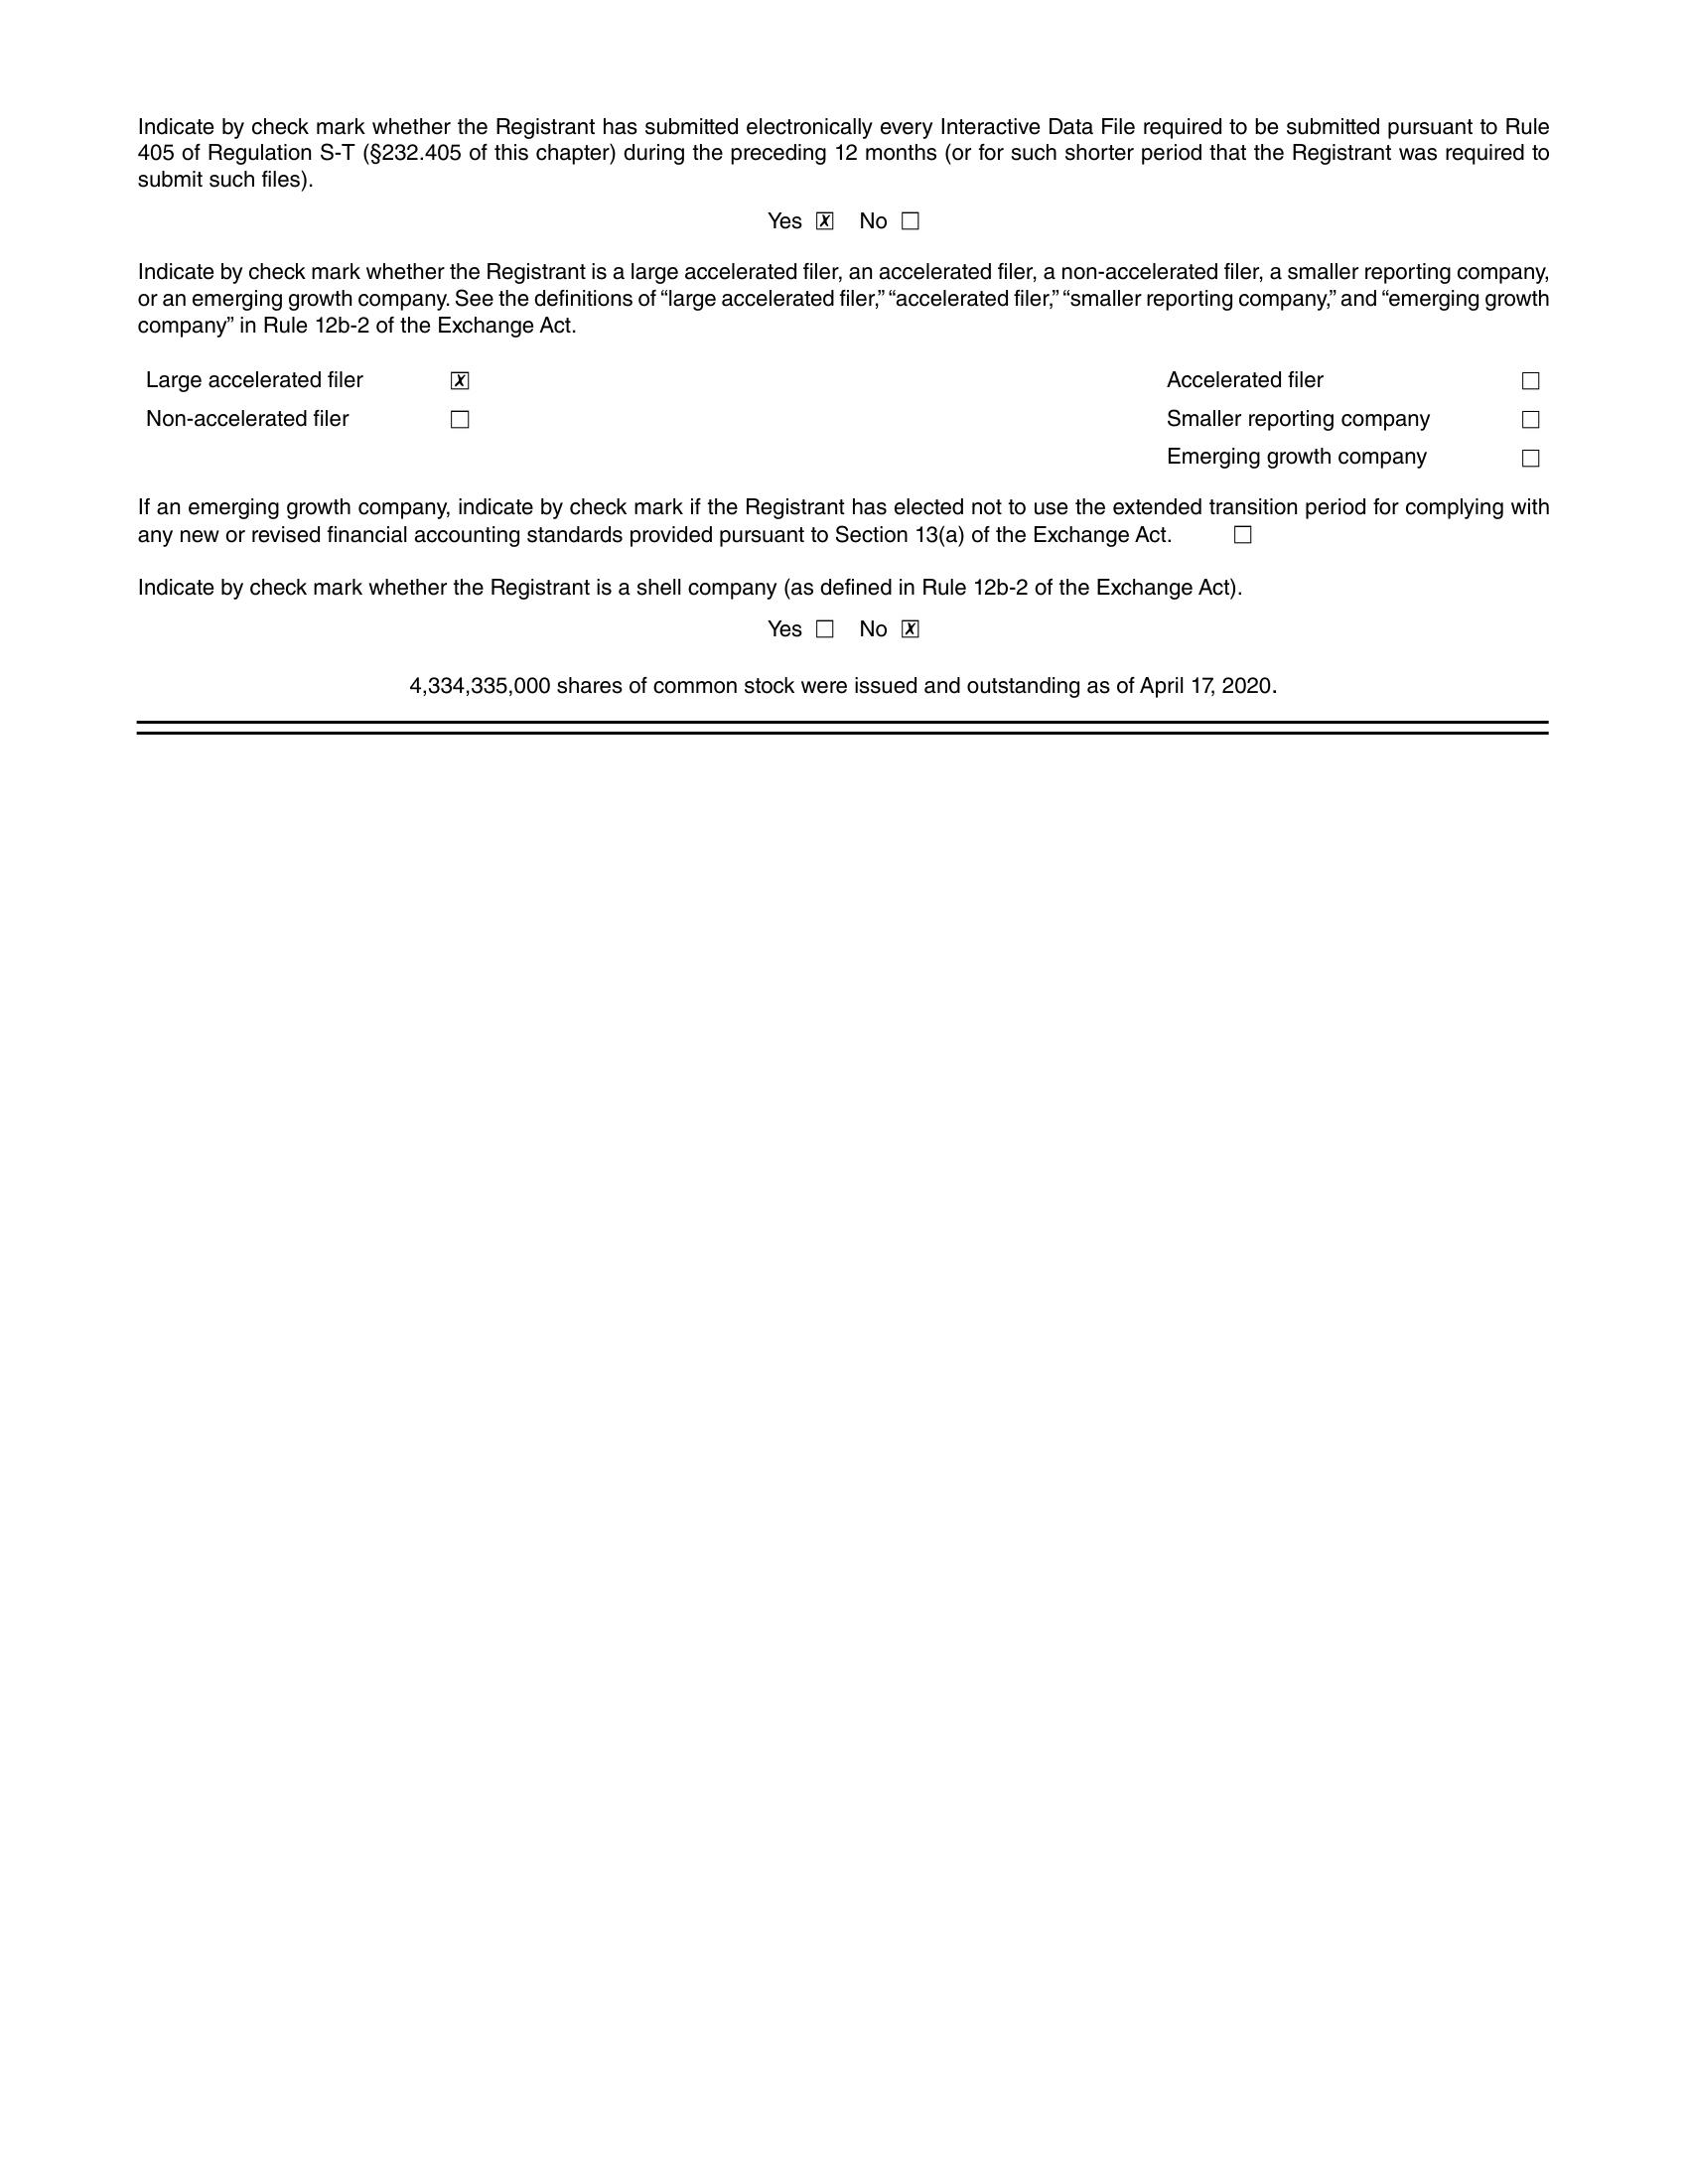 Indicate by check mark whether the Registrant has submitted electronically every Interactive Data File required to be submitted pursuant to Rule
405 of Regulation S-T (§232.405 of this chapter) during the preceding 12 months (or for such shorter period that the Registrant was required to
submit such files).
Yes ☒ No ☐
Indicate by check mark whether the Registrant is a large accelerated filer, an accelerated filer, a non-accelerated filer, a smaller reporting company,
or an emerging growth company. See the definitions of “large accelerated filer,” “accelerated filer,” “smaller reporting company,” and “emerging growth
company” in Rule 12b-2 of the Exchange Act.
Large accelerated filer ☒ Accelerated filer ☐
Non-accelerated filer ☐ Smaller reporting company ☐
Emerging growth company ☐
If an emerging growth company, indicate by check mark if the Registrant has elected not to use the extended transition period for complying with
any new or revised financial accounting standards provided pursuant to Section 13(a) of the Exchange Act. ☐
Indicate by check mark whether the Registrant is a shell company (as defined in Rule 12b-2 of the Exchange Act).
Yes ☐ No ☒
4,334,335,000 shares of common stock were issued and outstanding as of April 17, 2020.